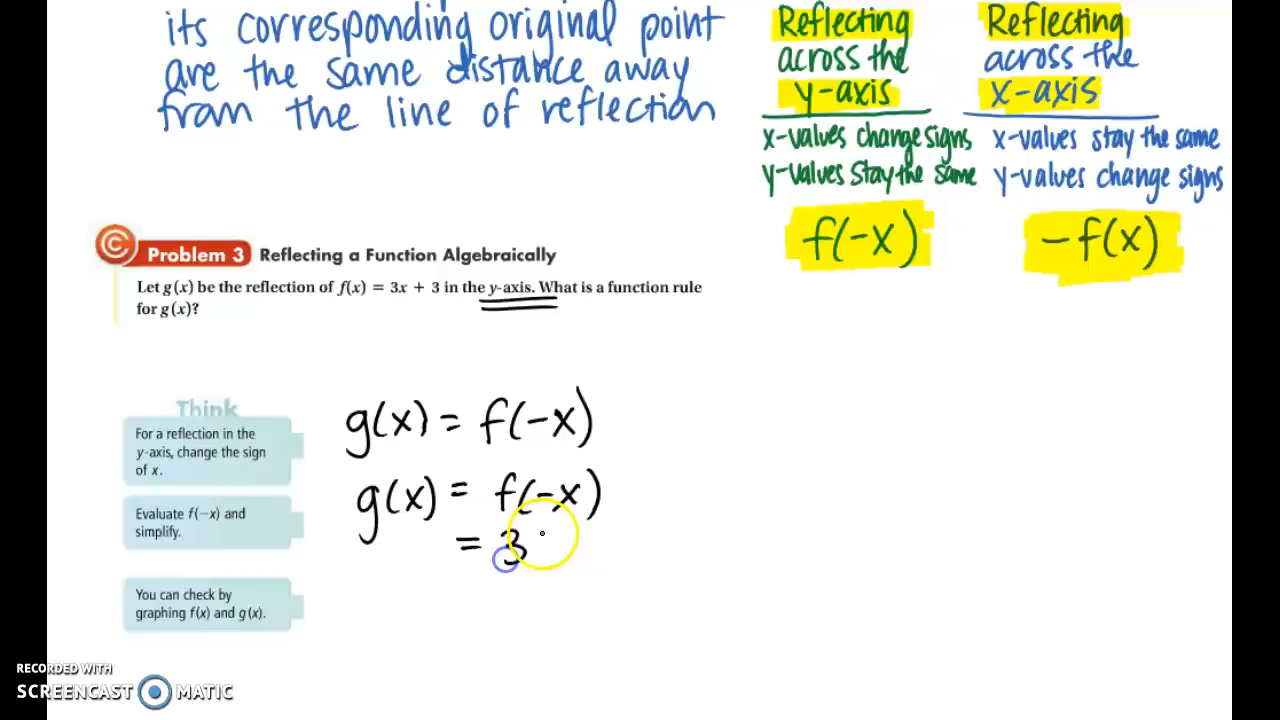 its corresponding original point
are the same distance away
from the line of reflection
Reflecting
across the
y-axis
x-values change signs
y-values stay the same
f(-x)
Reflecting
across the
x-axis
x-values stay the same
y-values change signs
-f(x)
C Problem 3 Reflecting a Function Algebraically
Let g(x) be the reflection of f(x) = 3x + 3 in the y-axis. What is a function rule
for g(x)?
Think
For a reflection in the
y-axis, change the sign
of x.
Evaluate f(−x) and
simplify.
You can check by
graphing f(x) and g(x).
g(x) = f(-x)
g(x) = f(-x)
= 3
RECORDED WITH
SCREENCAST MATIC